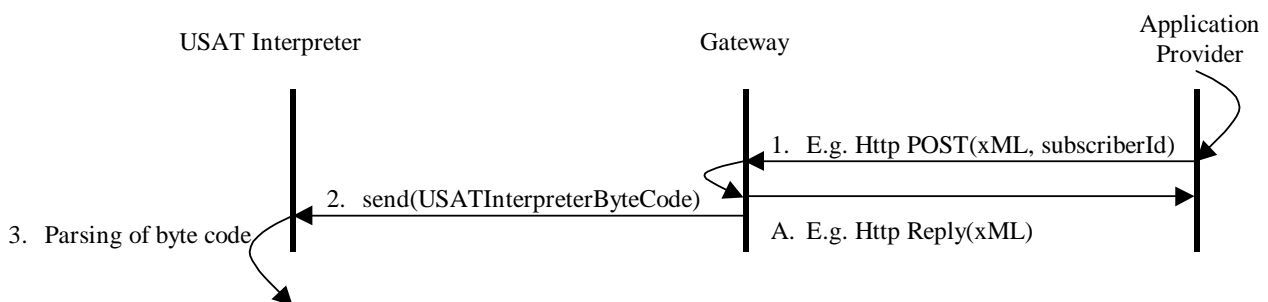 USAT Interpreter
Gateway
Application
Provider
1. E.g. Http POST(xML, subscriberId)
2. send(USATInterpreterByteCode)
3. Parsing of byte code
A. E.g. Http Reply(xML)